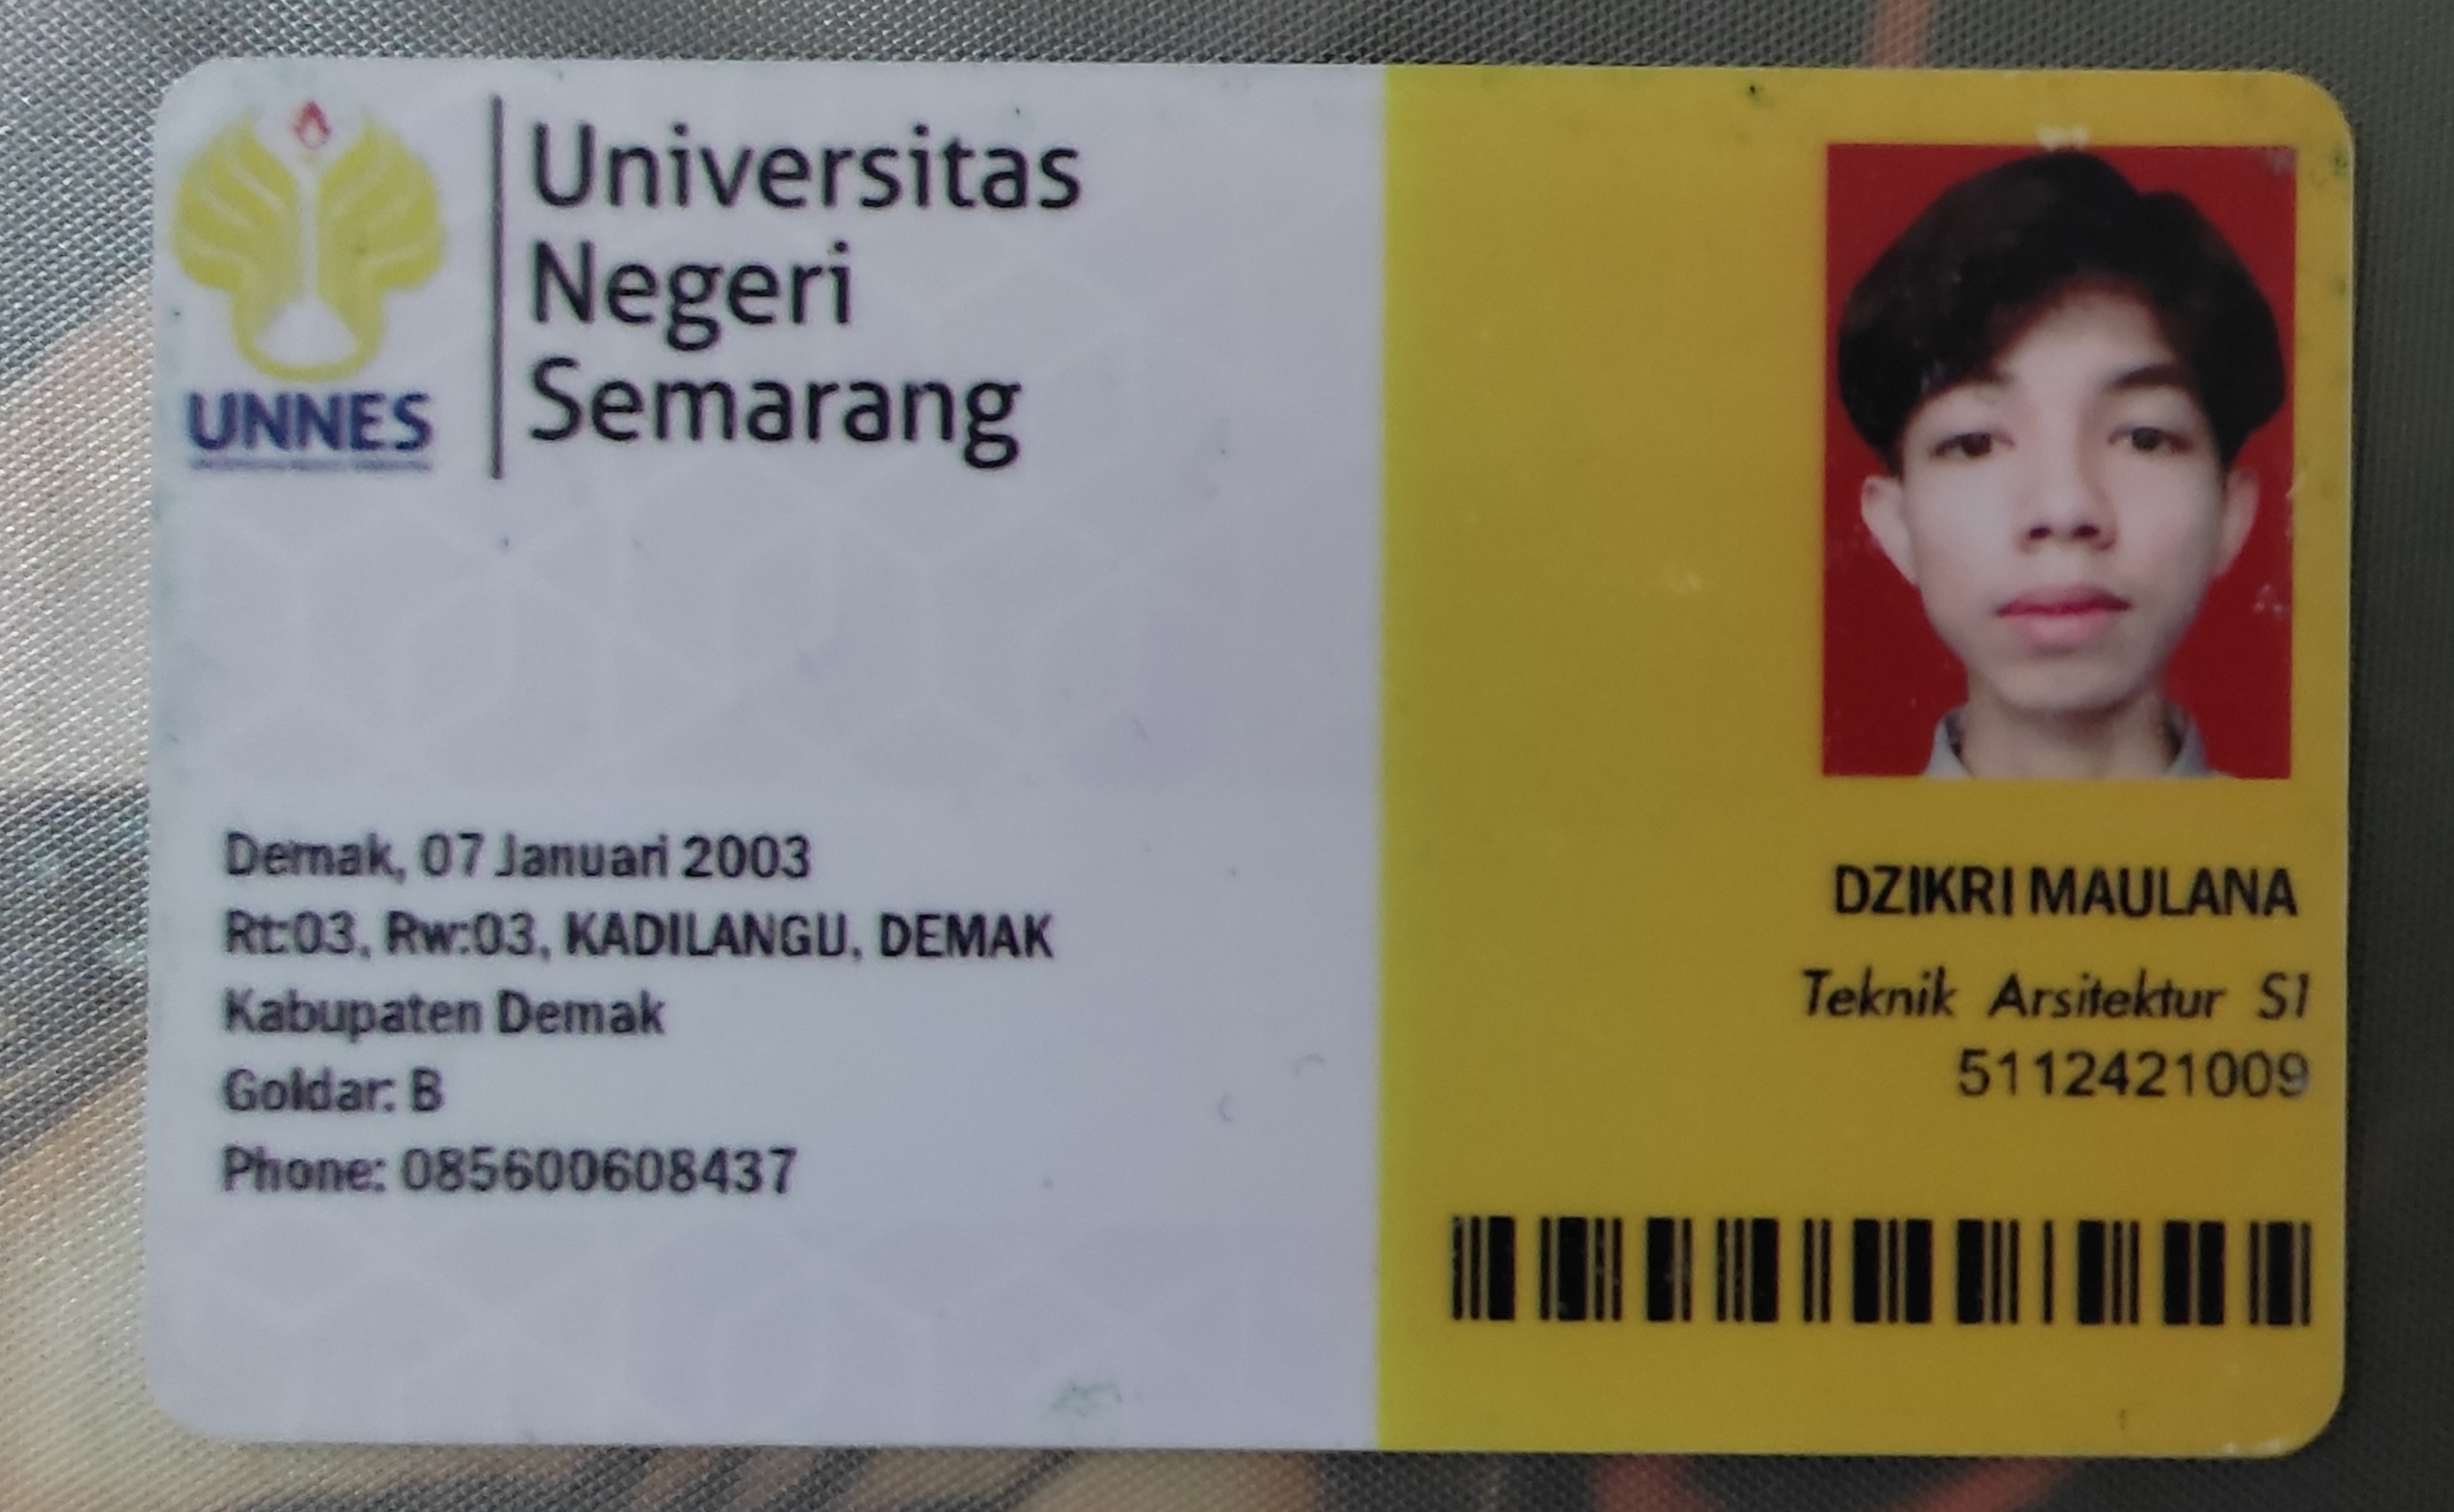 UNNES
Universitas
Negeri
Semarang
Demak, 07 Januari 2003
Rt:03, Rw:03, KADILANGU, DEMAK
Kabupaten Demak
Goldar: B
Phone: 085600608437
DZIKRI MAULANA
Teknik Arsitektur S1
5112421009